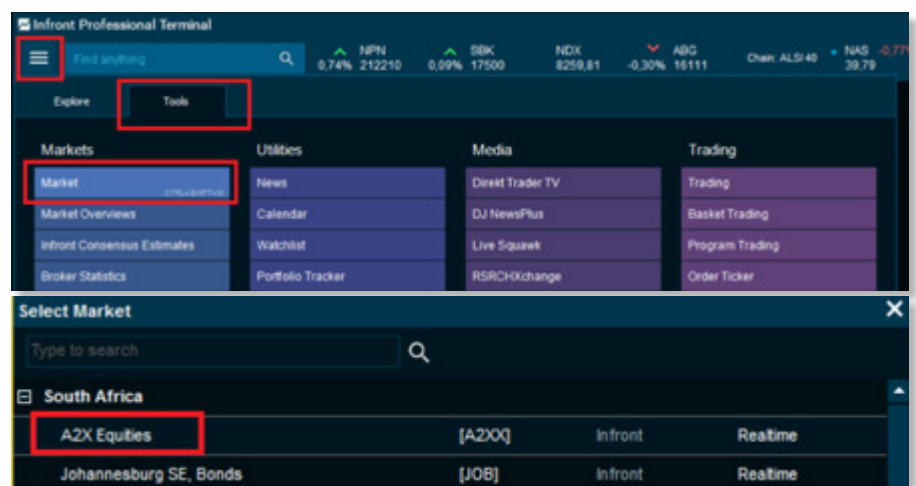 Infront Professional Terminal
Find anything
NPN
0,74% 212210
SBK
0,09% 17500
NDX
8259,81
ABG
-0,30% 16111
Chain: ALSI 40
NAS -0,77%
39,79
Explore Tools
Markets Utilities Media Trading
Market CTRL+SHIFT+M News Direkt Trader TV Trading
Market Overviews Calendar DJ NewsPlus Basket Trading
Infront Consensus Estimates Watchlist Live Squawk Program Trading
Broker Statistics Portfolio Tracker RSRCHXchange Order Ticker
Select Market
Type to search
South Africa
A2X Equities [A2XX] Infront Realtime
Johannesburg SE, Bonds [JOB] Infront Realtime